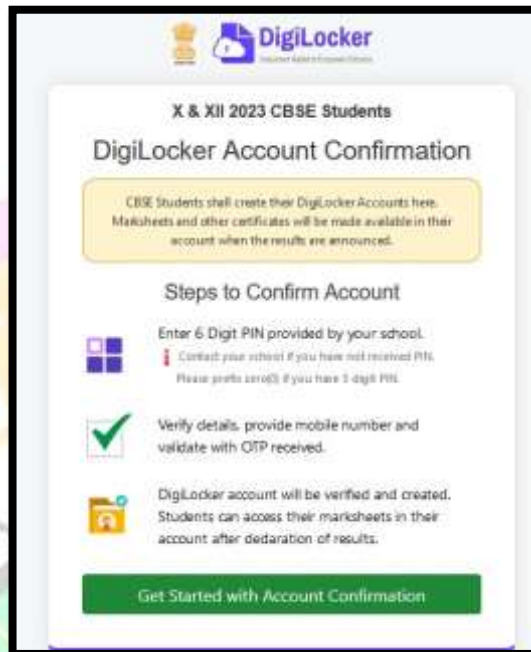 DigiLocker
X & XII 2023 CBSE Students
DigiLocker Account Confirmation
CBSE Students shall create their DigiLocker Accounts here.
Marksheets and other certificates will be made available in their
account when the results are announced.
Steps to Confirm Account
Enter 6 Digit PIN provided by your school.
Contact your school if you have not received PIN.
Please prefix zero(0) if you have 5 digit PIN.
Verify details, provide mobile number and
validate with OTP received.
DigiLocker account will be verified and created.
Students can access their marksheets in their
account after declaration of results.
Get Started with Account Confirmation